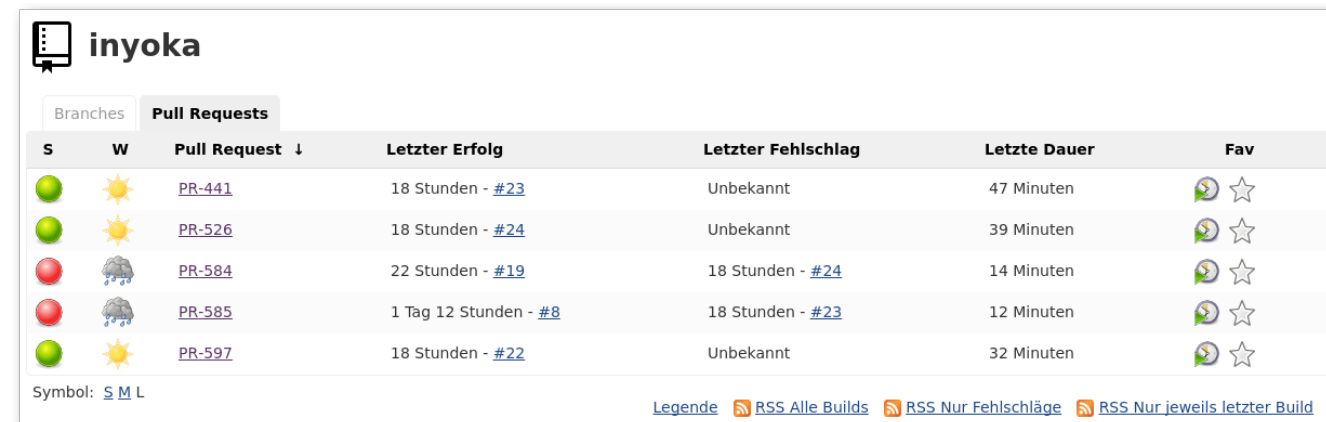 inyoka
Branches Pull Requests
S W Pull Request ↓ Letzter Erfolg Letzter Fehlschlag Letzte Dauer Fav
PR-441 18 Stunden - #23 Unbekannt 47 Minuten
PR-526 18 Stunden - #24 Unbekannt 39 Minuten
PR-584 22 Stunden - #19 18 Stunden - #24 14 Minuten
PR-585 1 Tag 12 Stunden - #8 18 Stunden - #23 12 Minuten
PR-597 18 Stunden - #22 Unbekannt 32 Minuten
Symbol: S M L
Legende RSS Alle Builds RSS Nur Fehlschläge RSS Nur jeweils letzter Build